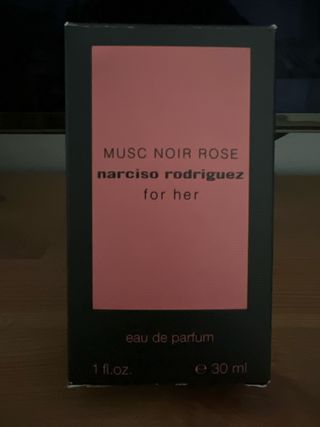 MUSC NOIR ROSE
narciso rodriguez
for her
eau de parfum
1 fl.oz. ℮ 30 ml